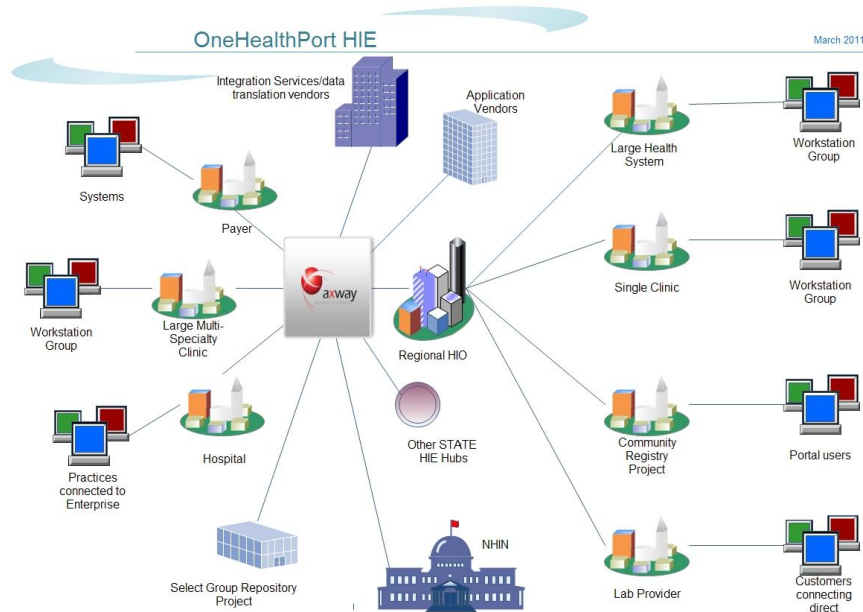 OneHealthPort HIE
March 2011
Integration Services/data
translation vendors
Application
Vendors
Systems
Payer
Large Health
System
Workstation
Group
axway
Workstation
Group
Large Multi-
Specialty
Clinic
Regional HIO
Single Clinic
Workstation
Group
Practices
connected to
Enterprise
Hospital
Other STATE
HIE Hubs
Community
Registry
Project
Portal users
Select Group Repository
Project
NHIN
Lab Provider
Customers
connecting
direct